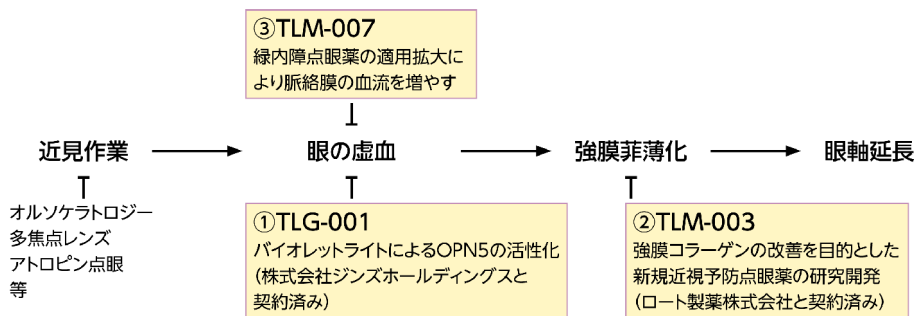 ③TLM-007
緑内障点眼薬の適用拡大に
より脈絡膜の血流を増やす
近見作業
眼の虚血
強膜菲薄化
眼軸延長
オルソケラトロジー
多焦点レンズ
アトロピン点眼
等
①TLG-001
バイオレットライトによるOPN5の活性化
(株式会社ジンズホールディングスと
契約済み)
②TLM-003
強膜コラーゲンの改善を目的とした
新規近視予防点眼薬の研究開発
(ロート製薬株式会社と契約済み)